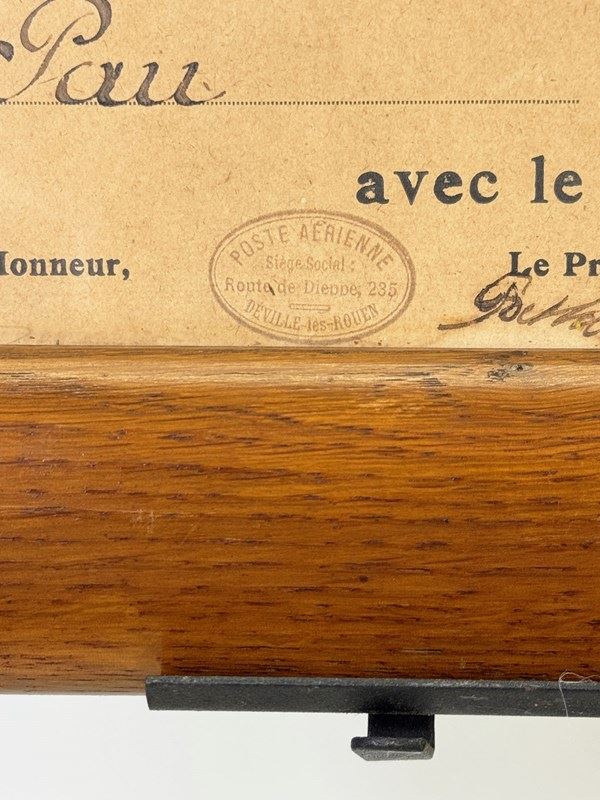 Pau
avec le
Honneur,
POSTE AÉRIENNE
Siège Social :
Route de Dieppe, 235
DÉVILLE-lès-ROUEN
Le Pr